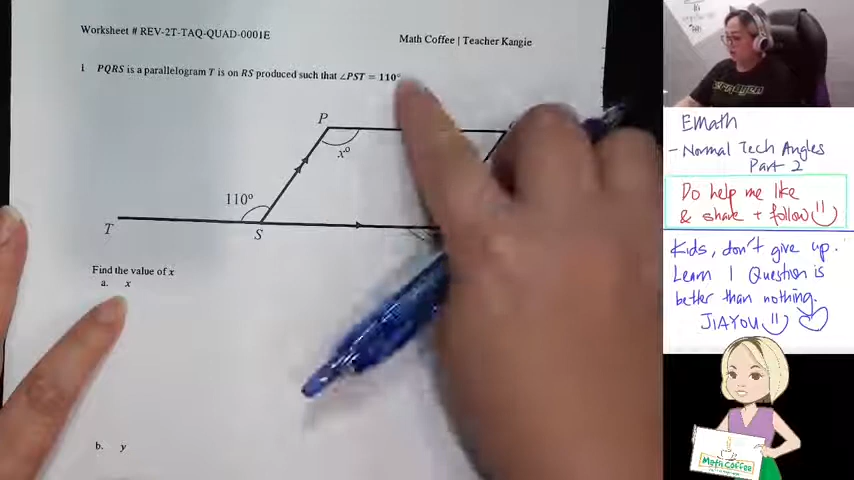 Worksheet # REV-2T-TAQ-QUAD-0001E
Math Coffee | Teacher Kangie
1 PQRS is a parallelogram T is on RS produced such that ∠PST = 110°
P
x°
110°
T
S
Find the value of x
a. x
b. y
EMath
- Normal Tech Angles
Part 2
Do help me like
& share + follow
Kids, don't give up.
Learn 1 Question is
better than nothing.
JIAYOU
Math Coffee